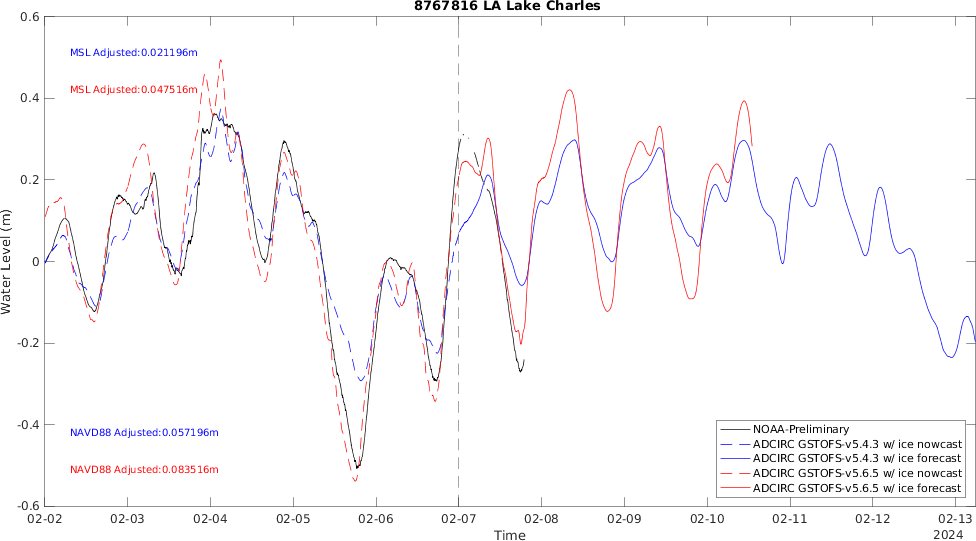 8767816 LA Lake Charles
0.6
0.4
0.2
0
-0.2
-0.4
-0.6
Water Level (m)
MSL Adjusted:0.021196m
MSL Adjusted:0.047516m
NAVD88 Adjusted:0.057196m
NAVD88 Adjusted:0.083516m
NOAA-Preliminary
ADCIRC GSTOFS-v5.4.3 w/ ice nowcast
ADCIRC GSTOFS-v5.4.3 w/ ice forecast
ADCIRC GSTOFS-v5.6.5 w/ ice nowcast
ADCIRC GSTOFS-v5.6.5 w/ ice forecast
02-02 02-03 02-04 02-05 02-06 02-07 02-08 02-09 02-10 02-11 02-12 02-13
Time
2024